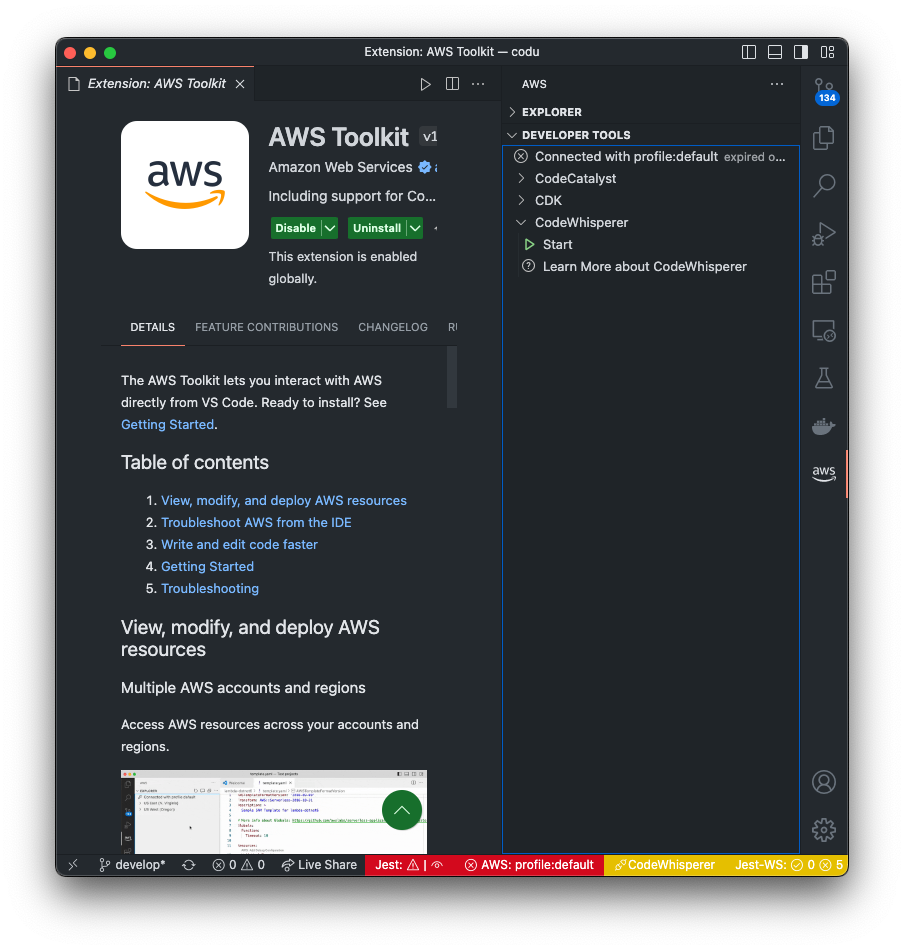 Extension: AWS Toolkit — codu
Extension: AWS Toolkit
AWS
134
EXPLORER
DEVELOPER TOOLS
Connected with profile:default expired o...
CodeCatalyst
CDK
CodeWhisperer
Start
Learn More about CodeWhisperer
aws
aws
AWS Toolkit v1
Amazon Web Services
Including support for Co...
Disable
Uninstall
This extension is enabled
globally.
DETAILS FEATURE CONTRIBUTIONS CHANGELOG RU
The AWS Toolkit lets you interact with AWS
directly from VS Code. Ready to install? See
Getting Started.
Table of contents
1. View, modify, and deploy AWS resources
2. Troubleshoot AWS from the IDE
3. Write and edit code faster
4. Getting Started
5. Troubleshooting
View, modify, and deploy AWS
resources
Multiple AWS accounts and regions
Access AWS resources across your accounts and
regions.
develop* 0 0 Live Share Jest: | AWS: profile:default CodeWhisperer Jest-WS: 0 5